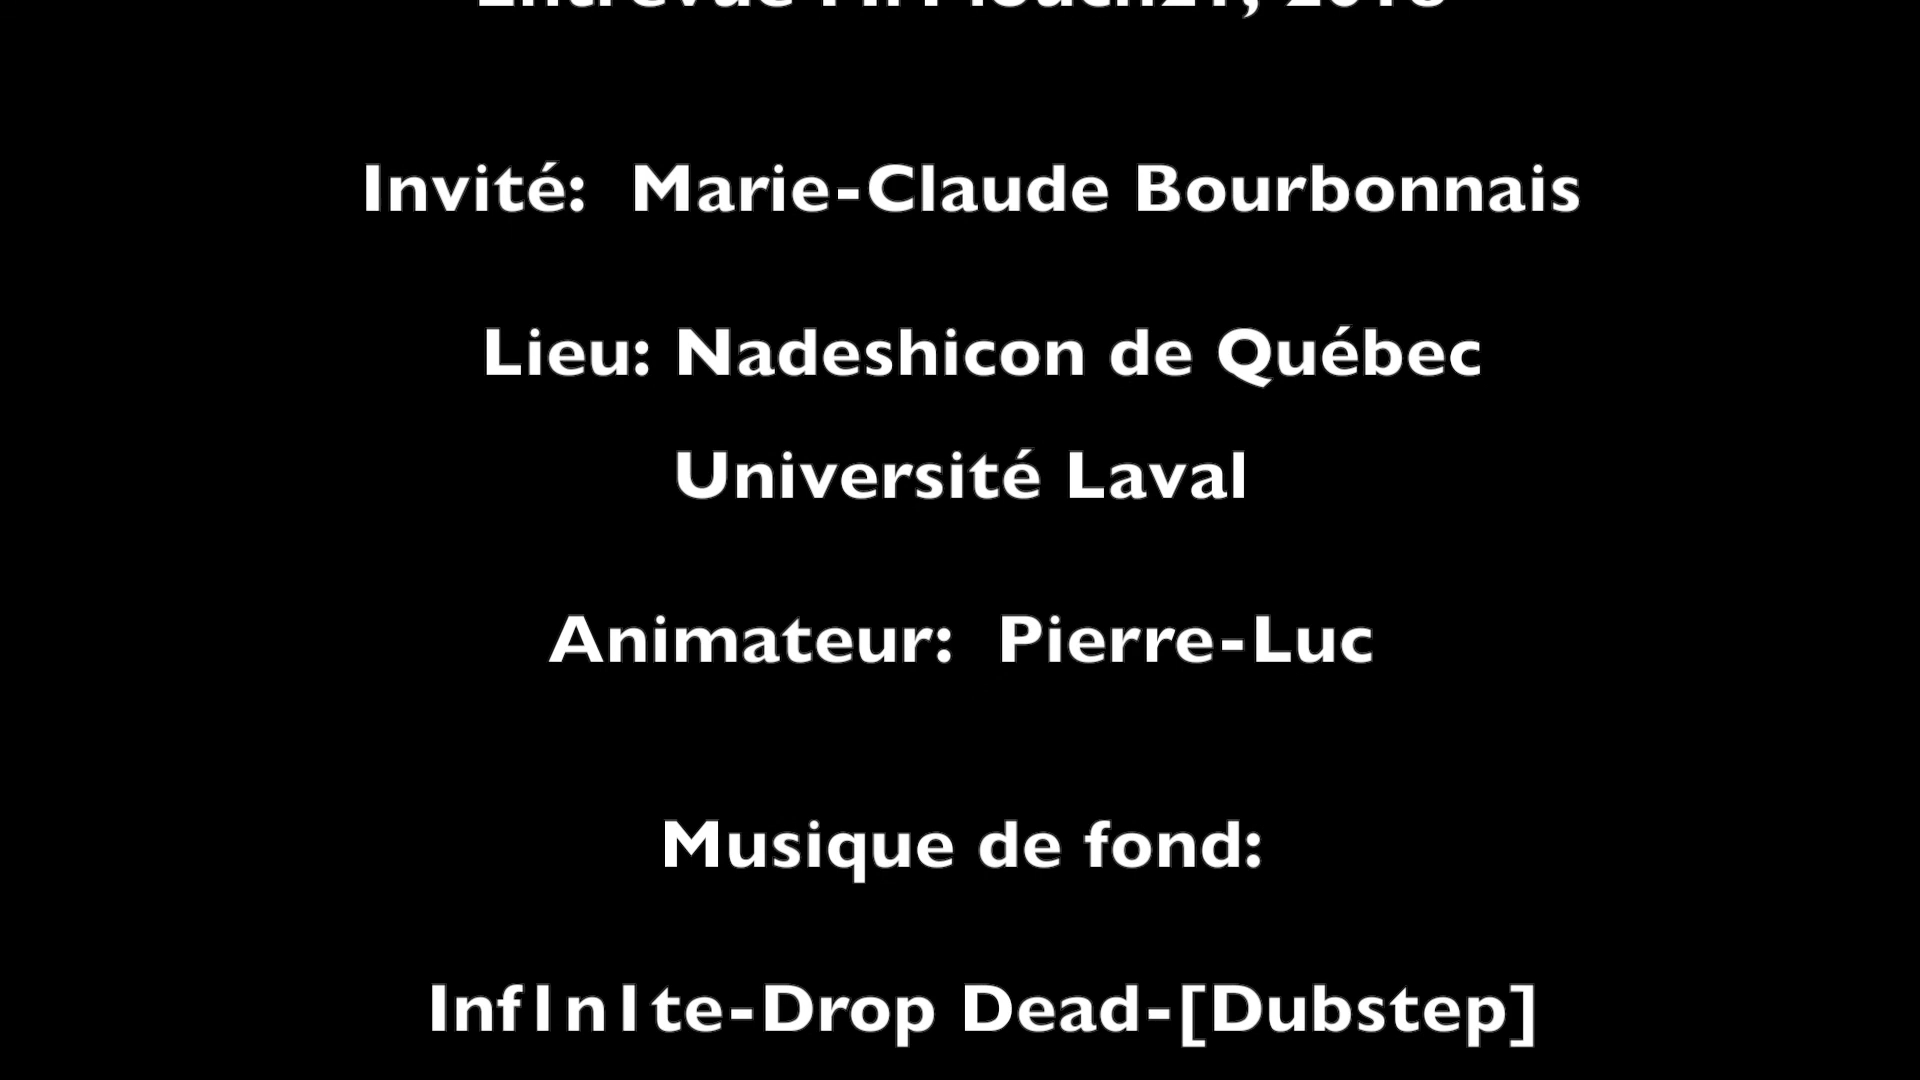 Entrevue
Invité: Marie-Claude Bourbonnais
Lieu: Nadeshicon de Québec
Université Laval
Animateur: Pierre-Luc
Musique de fond:
Inf1n1te-Drop Dead-[Dubstep]